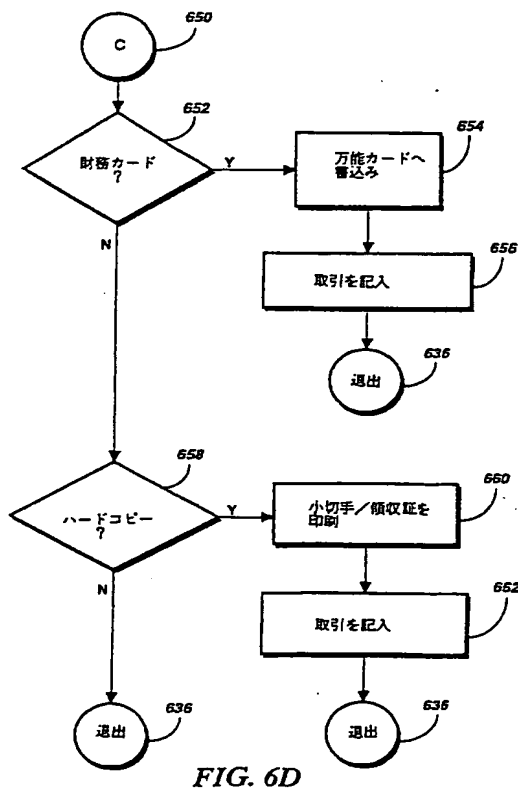 C
650
652
財務カード
?
Y
654
万能カードへ
書込み
N
656
取引を記入
636
退出
658
ハードコピー
?
Y
660
小切手/領収証を
印刷
N
662
取引を記入
636
退出
636
退出
FIG. 6D